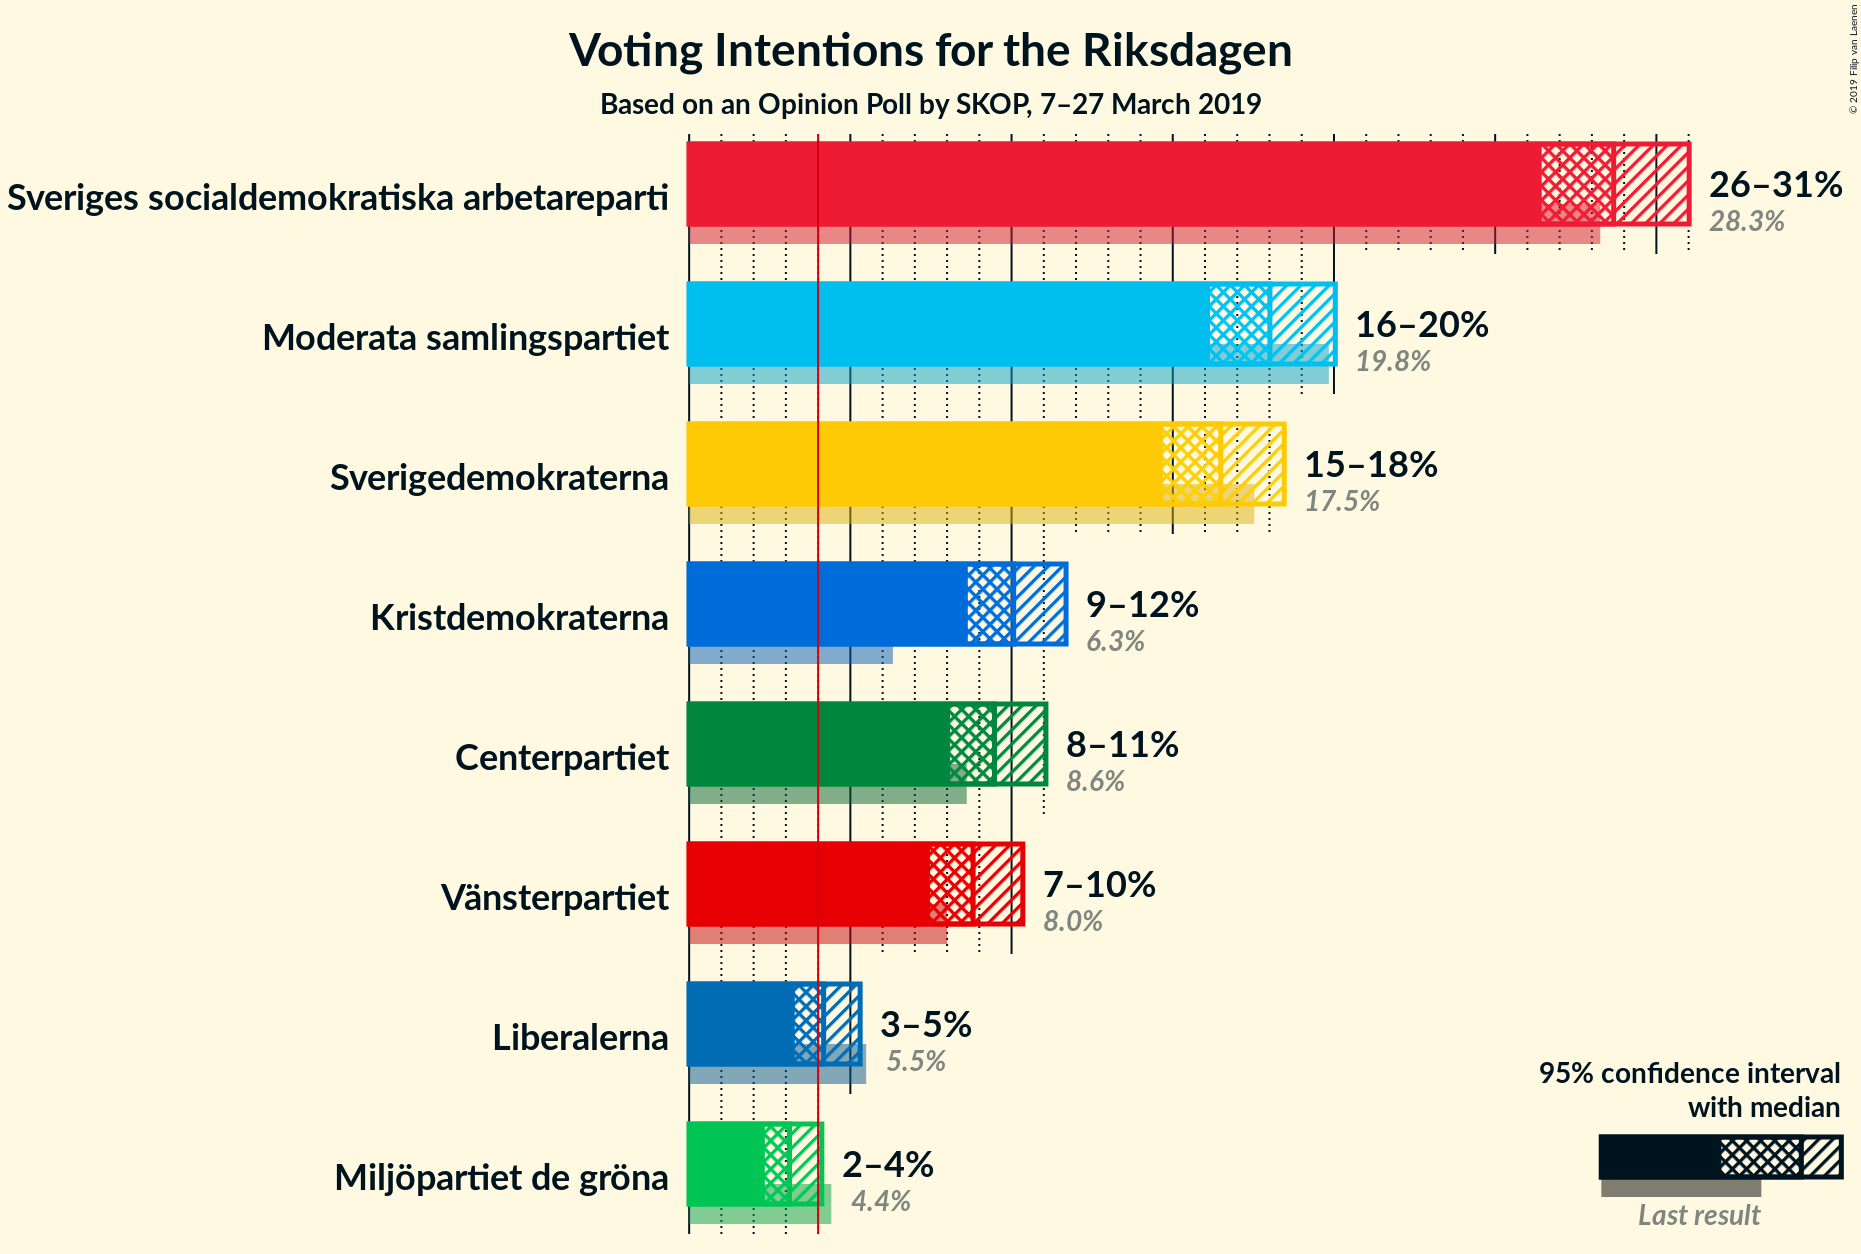 Voting Intentions for the Riksdagen
Based on an Opinion Poll by SKOP, 7–27 March 2019
© 2019 Filip van Laenen
Sveriges socialdemokratiska arbetareparti
26–31%
28.3%
Moderata samlingspartiet
16–20%
19.8%
Sverigedemokraterna
15–18%
17.5%
Kristdemokraterna
9–12%
6.3%
Centerpartiet
8–11%
8.6%
Vänsterpartiet
7–10%
8.0%
Liberalerna
3–5%
5.5%
Miljöpartiet de gröna
2–4%
4.4%
95% confidence interval
with median
Last result